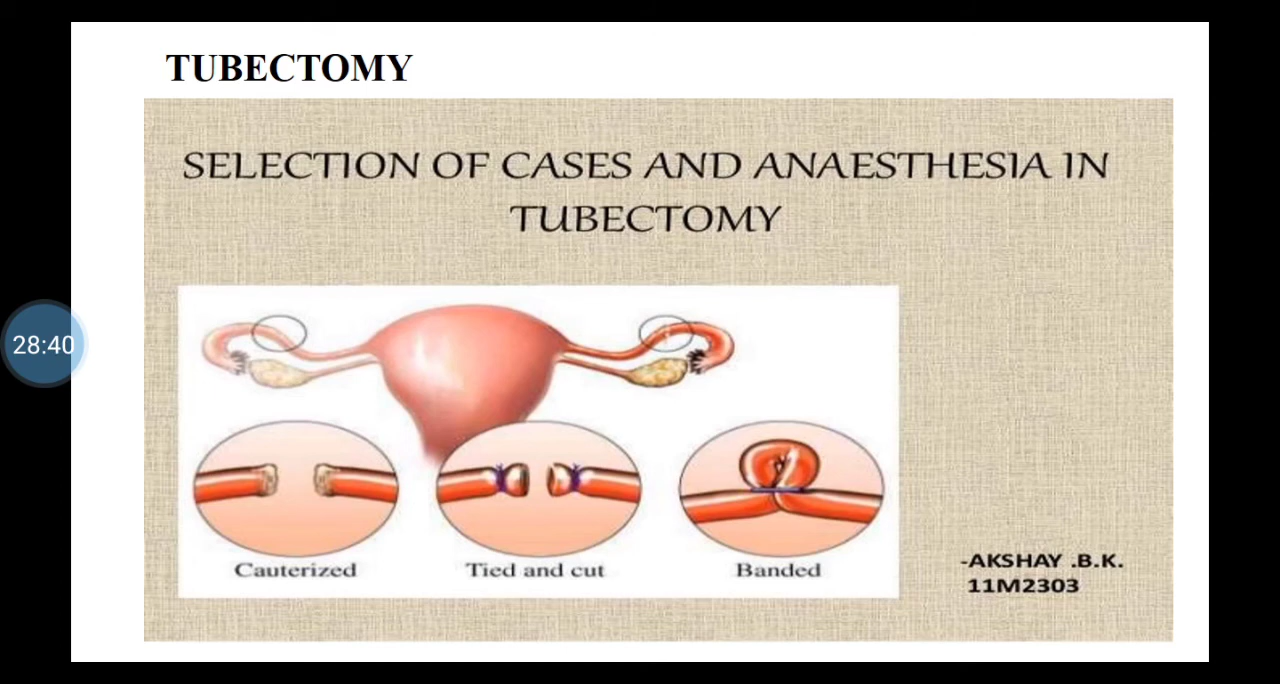 TUBECTOMY
SELECTION OF CASES AND ANAESTHESIA IN
TUBECTOMY
28:40
Cauterized
Tied and cut
Banded
-AKSHAY .B.K.
11M2303